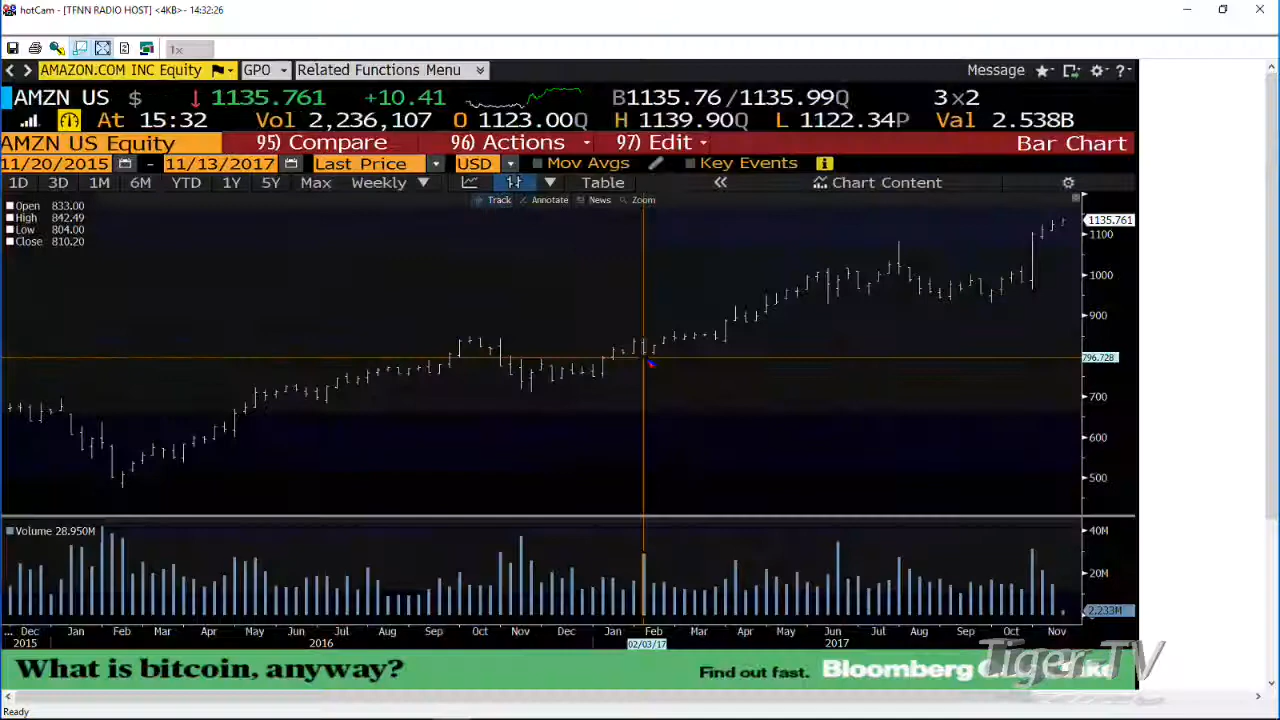 hotCam - [TFNN RADIO HOST] <4KB>- 14:32:26
1x
AMAZON.COM INC Equity GPO Related Functions Menu Message ?
AMZN US $ ↓ 1135.761 +10.41 B1135.76/1135.99Q 3x2
At 15:32 Vol 2,236,107 O 1123.00Q H 1139.90Q L 1122.34P Val 2.538B
AMZN US Equity 95) Compare 96) Actions 97) Edit Bar Chart
11/20/2015 - 11/13/2017 Last Price USD Mov Avgs Key Events i
1D 3D 1M 6M YTD 1Y 5Y Max Weekly ▼ Table « Chart Content
Track Annotate News Zoom
Open 833.00
High 842.49
Low 804.00
Close 810.20
1135.761
1100
1000
900
796.728
700
600
500
Volume 28.950M
40M
20M
2.233M
... Dec Jan Feb Mar Apr May Jun Jul Aug Sep Oct Nov Dec Jan Feb Mar Apr May Jun Jul Aug Sep Oct Nov
2015 2016 02/03/17 2017
What is bitcoin, anyway? Find out fast. Bloomberg
Tiger TV
Ready